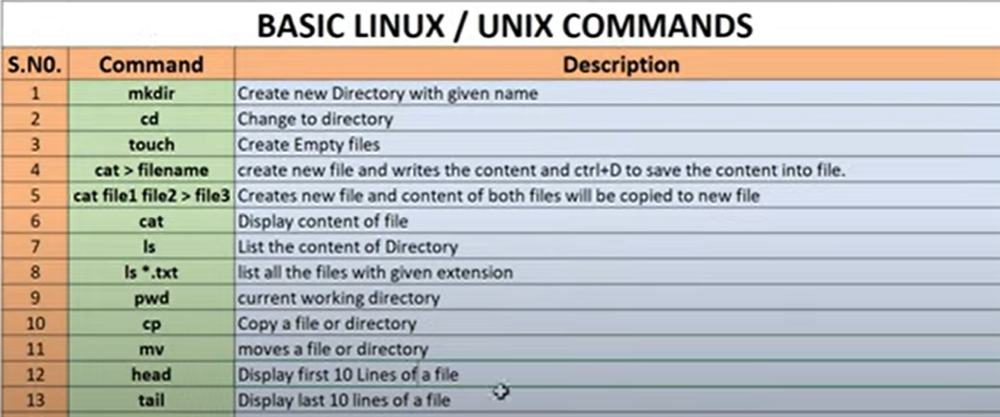 BASIC LINUX / UNIX COMMANDS
S.N0. Command Description
1 mkdir Create new Directory with given name
2 cd Change to directory
3 touch Create Empty files
4 cat > filename create new file and writes the content and ctrl+D to save the content into file.
5 cat file1 file2 > file3 Creates new file and content of both files will be copied to new file
6 cat Display content of file
7 ls List the content of Directory
8 ls *.txt list all the files with given extension
9 pwd current working directory
10 cp Copy a file or directory
11 mv moves a file or directory
12 head Display first 10 Lines of a file
13 tail Display last 10 lines of a file